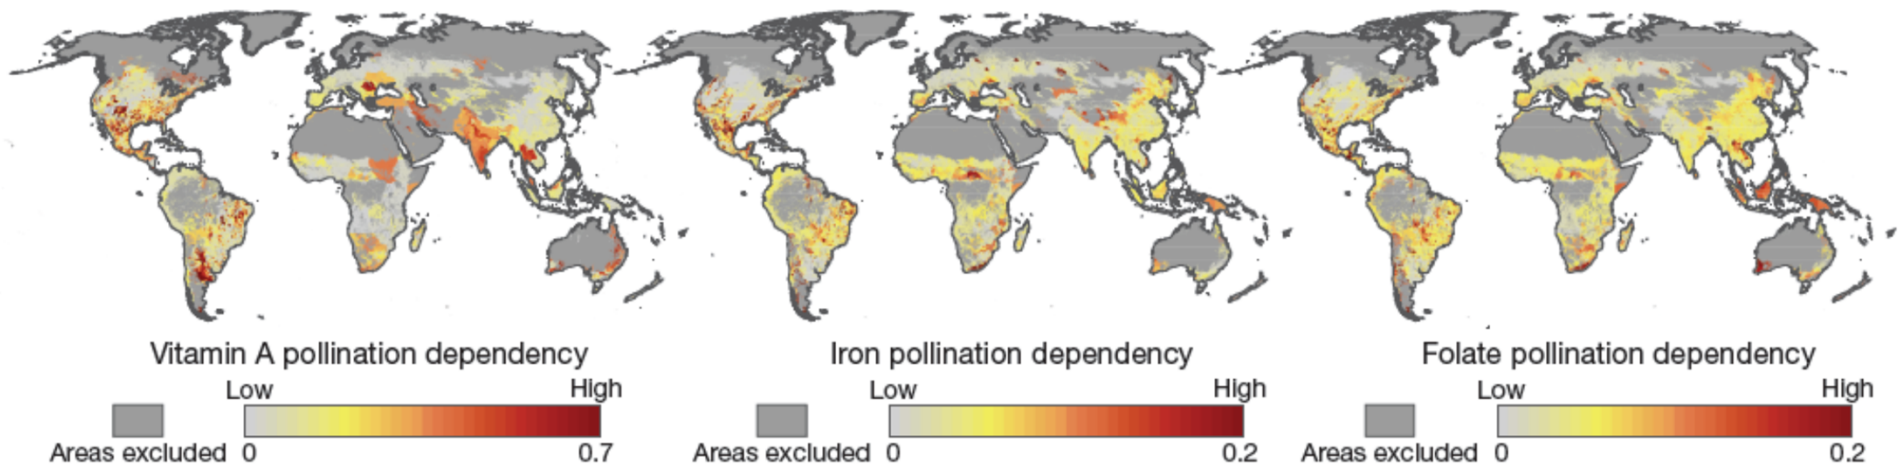 Vitamin A pollination dependency
Low High
Areas excluded 0 0.7
Iron pollination dependency
Low High
Areas excluded 0 0.2
Folate pollination dependency
Low High
Areas excluded 0 0.2